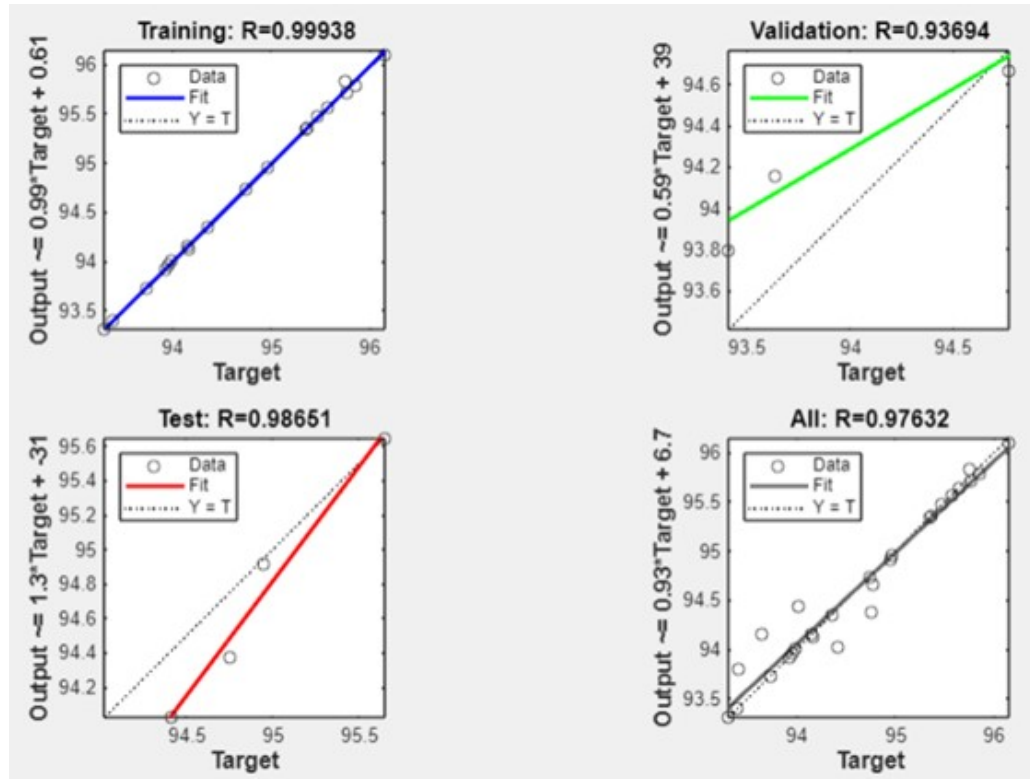 Training: R=0.99938
Output ~= 0.99*Target + 0.61
96
95.5
95
94.5
94
93.5
Data
Fit
Y = T
94
95
96
Target
Validation: R=0.93694
Output ~= 0.59*Target + 39
94.6
94.4
94.2
94
93.8
93.6
Data
Fit
Y = T
93.5
94
94.5
Target
Test: R=0.98651
Output ~= 1.3*Target + -31
95.6
95.4
95.2
95
94.8
94.6
94.4
94.2
Data
Fit
Y = T
94.5
95
95.5
Target
All: R=0.97632
Output ~= 0.93*Target + 6.7
96
95.5
95
94.5
94
93.5
Data
Fit
Y = T
94
95
96
Target